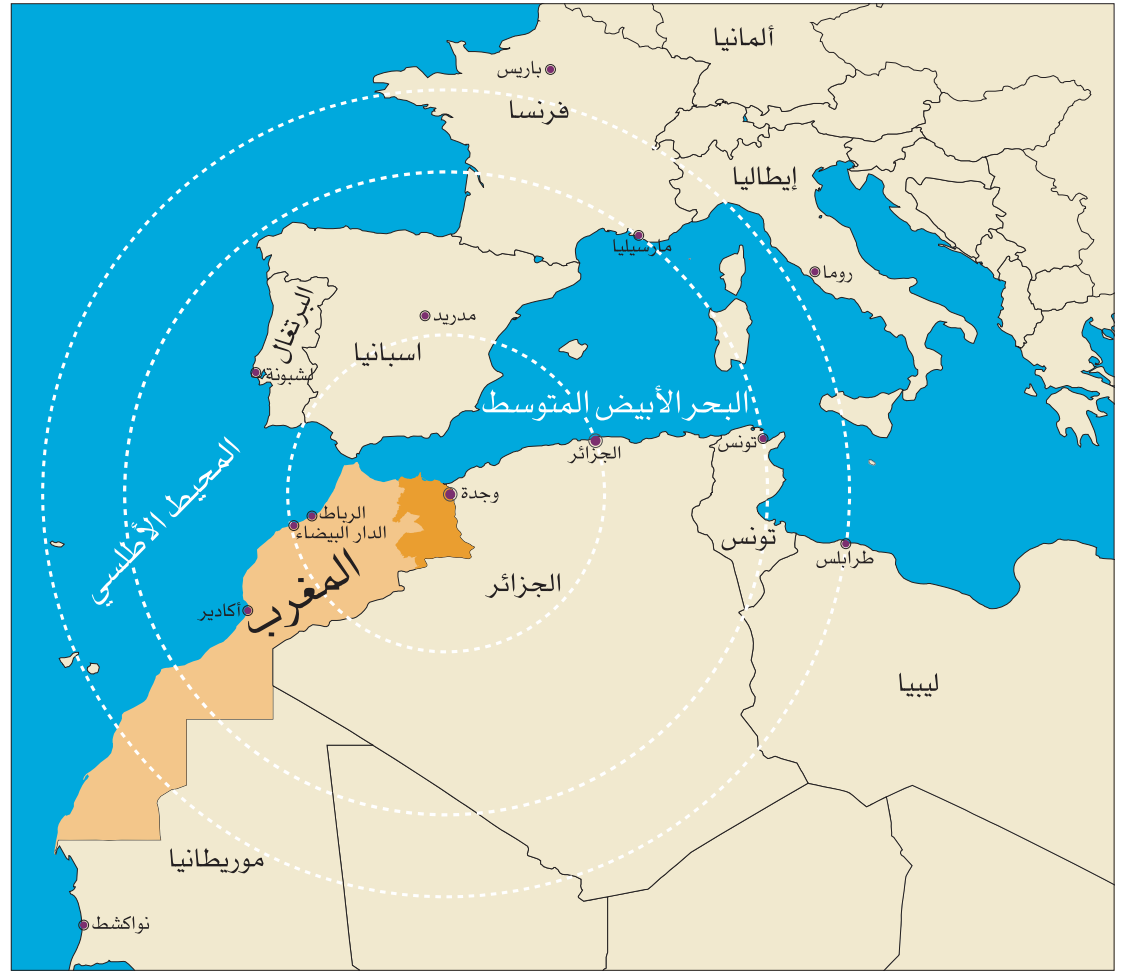 ألمانيا
باريس
فرنسا
إيطاليا
مارسيليا
روما
البرتغال
مدريد
اسبانيا
لشبونة
البحر الأبيض المتوسط
المحيط الأطلسي
الجزائر
تونس
وجدة
الرباط
الدار البيضاء
تونس
طرابلس
المغرب
الجزائر
أكادير
ليبيا
موريطانيا
نواكشط